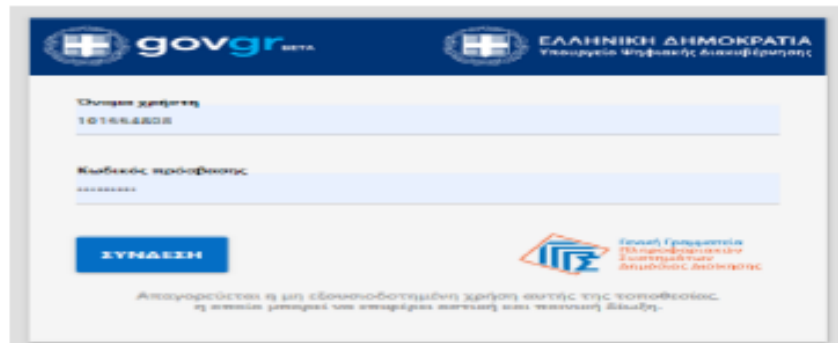 govgr BETA
ΕΛΛΗΝΙΚΗ ΔΗΜΟΚΡΑΤΙΑ
Υπουργείο Ψηφιακής Διακυβέρνησης
Όνομα χρήστη
Κωδικός πρόσβασης
ΣΥΝΔΕΣΗ
Γενική Γραμματεία
Πληροφοριακών
Συστημάτων
Δημόσιας Διοίκησης
Απαγορεύεται η μη εξουσιοδοτημένη χρήση αυτής της τοποθεσίας,
η οποία μπορεί να επιφέρει αστική και ποινική δίωξη.